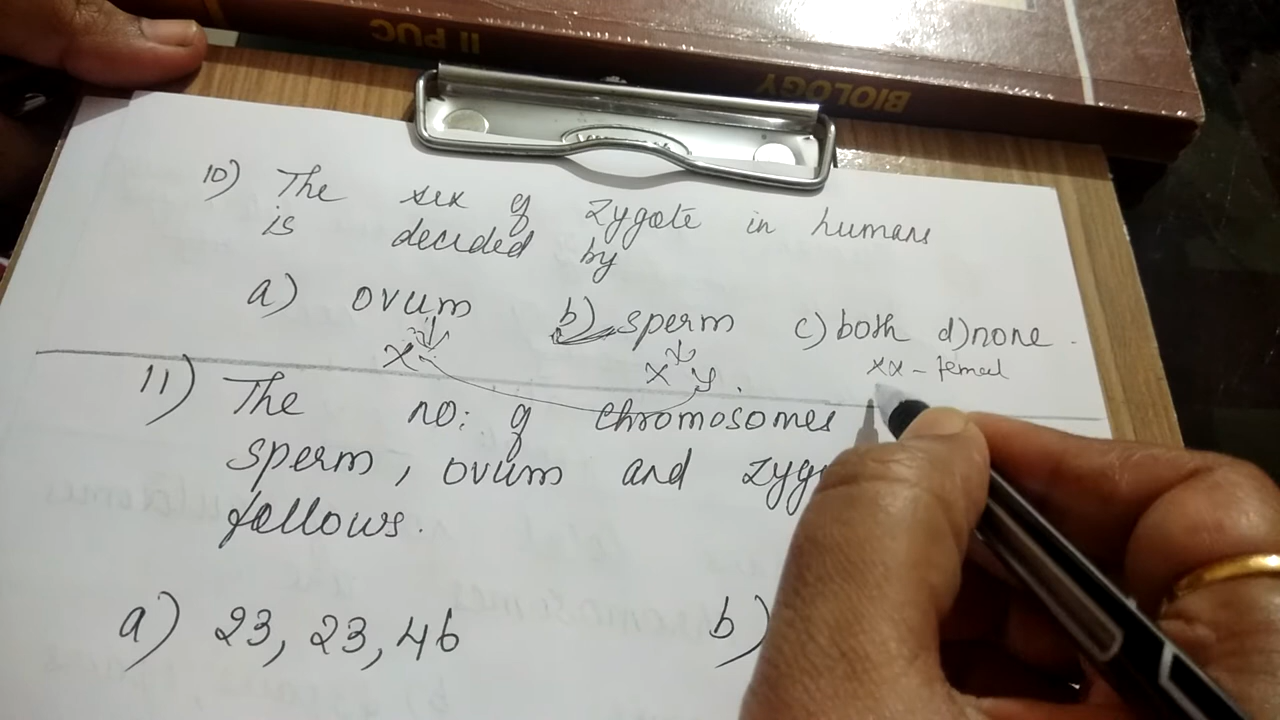 II PUC
BIOLOGY
10) The sex of zygote in humans
is decided by
a) ovum b) sperm c) both d) none.
X X Y. XX - femal
11) The no: of chromosomes
sperm, ovum and zyg
follows.
a) 23, 23, 46 b)